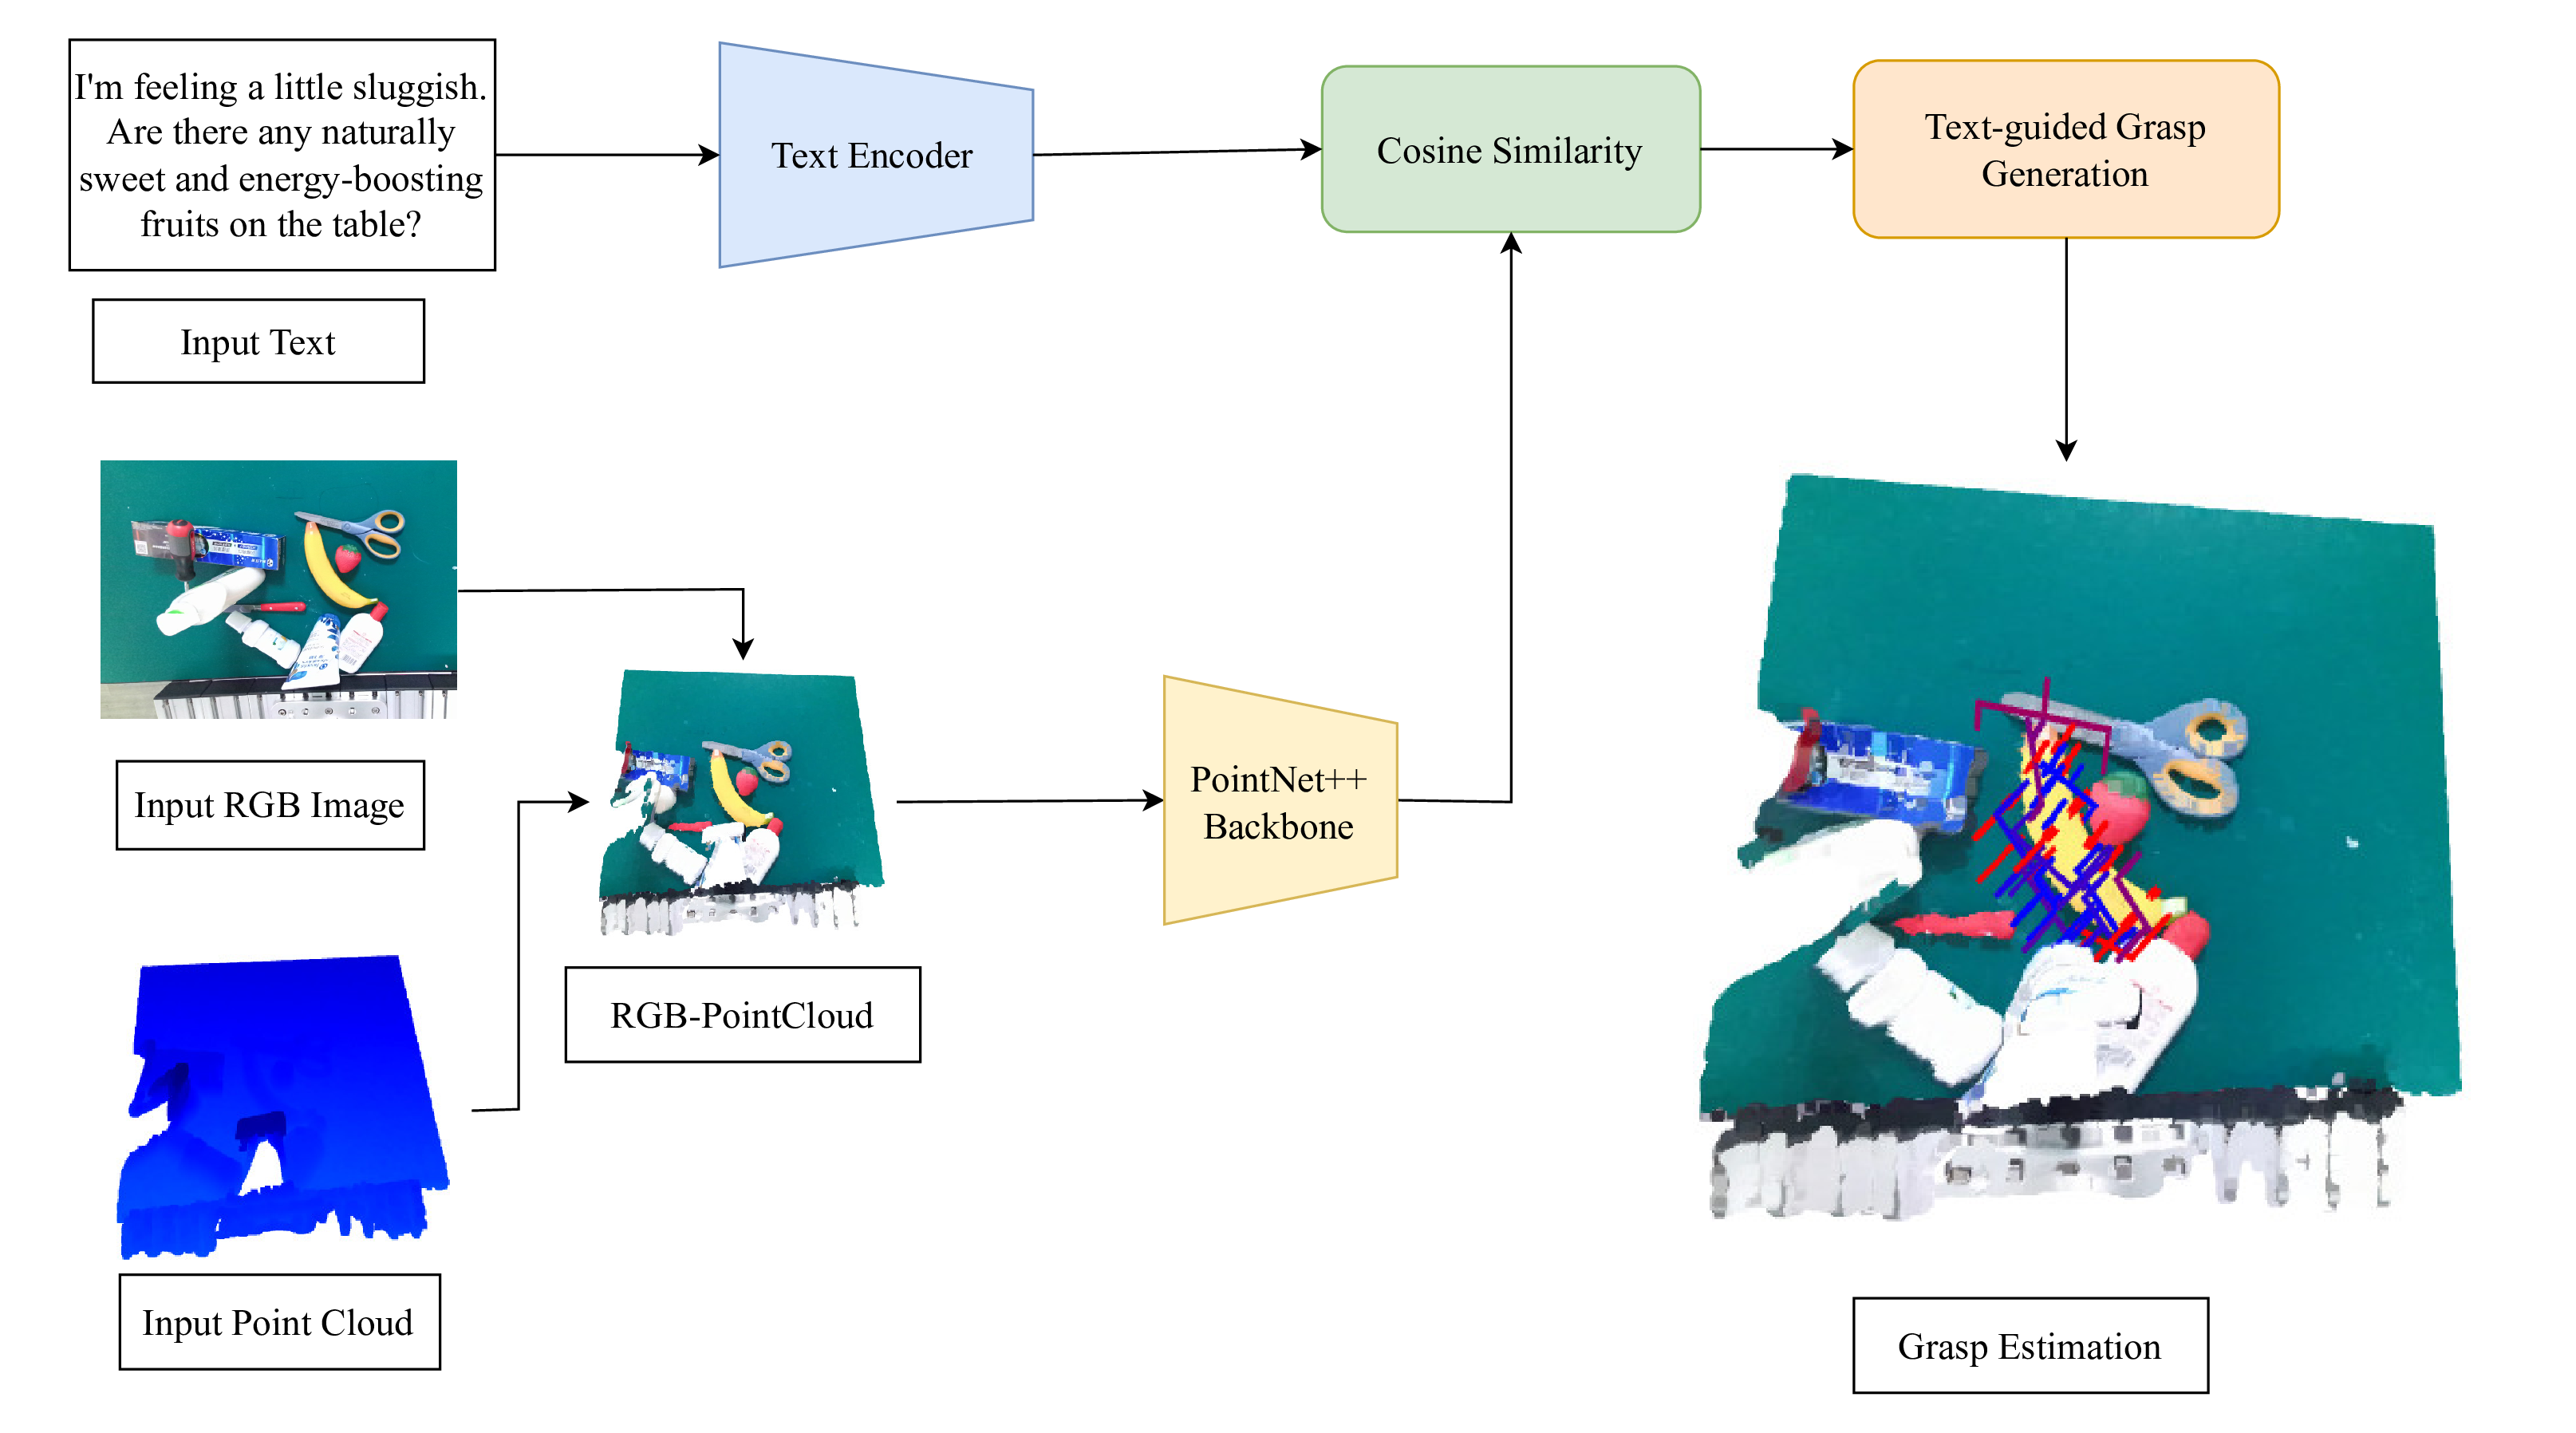 I'm feeling a little sluggish.
Are there any naturally
sweet and energy-boosting
fruits on the table?
Input Text
Text Encoder
Cosine Similarity
Text-guided Grasp
Generation
Input RGB Image
RGB-PointCloud
PointNet++
Backbone
Input Point Cloud
Grasp Estimation